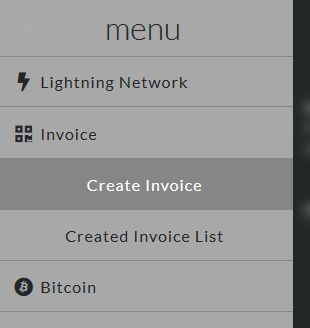 menu
Lightning Network
Invoice
Create Invoice
Created Invoice List
Bitcoin